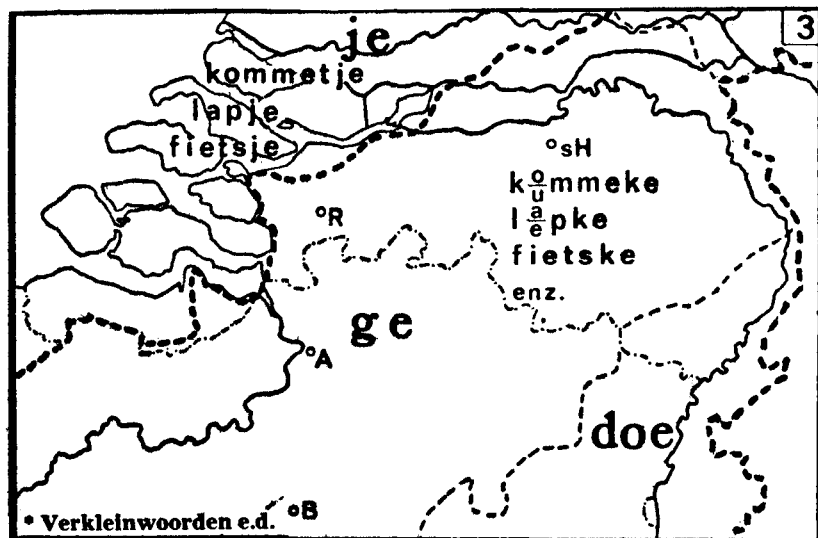 je
3
kommetje
lapje
fietsje
sH
k o/u mmeke
l a/e pke
fietske
enz.
R
ge
A
doe
B
* Verkleinwoorden e.d.